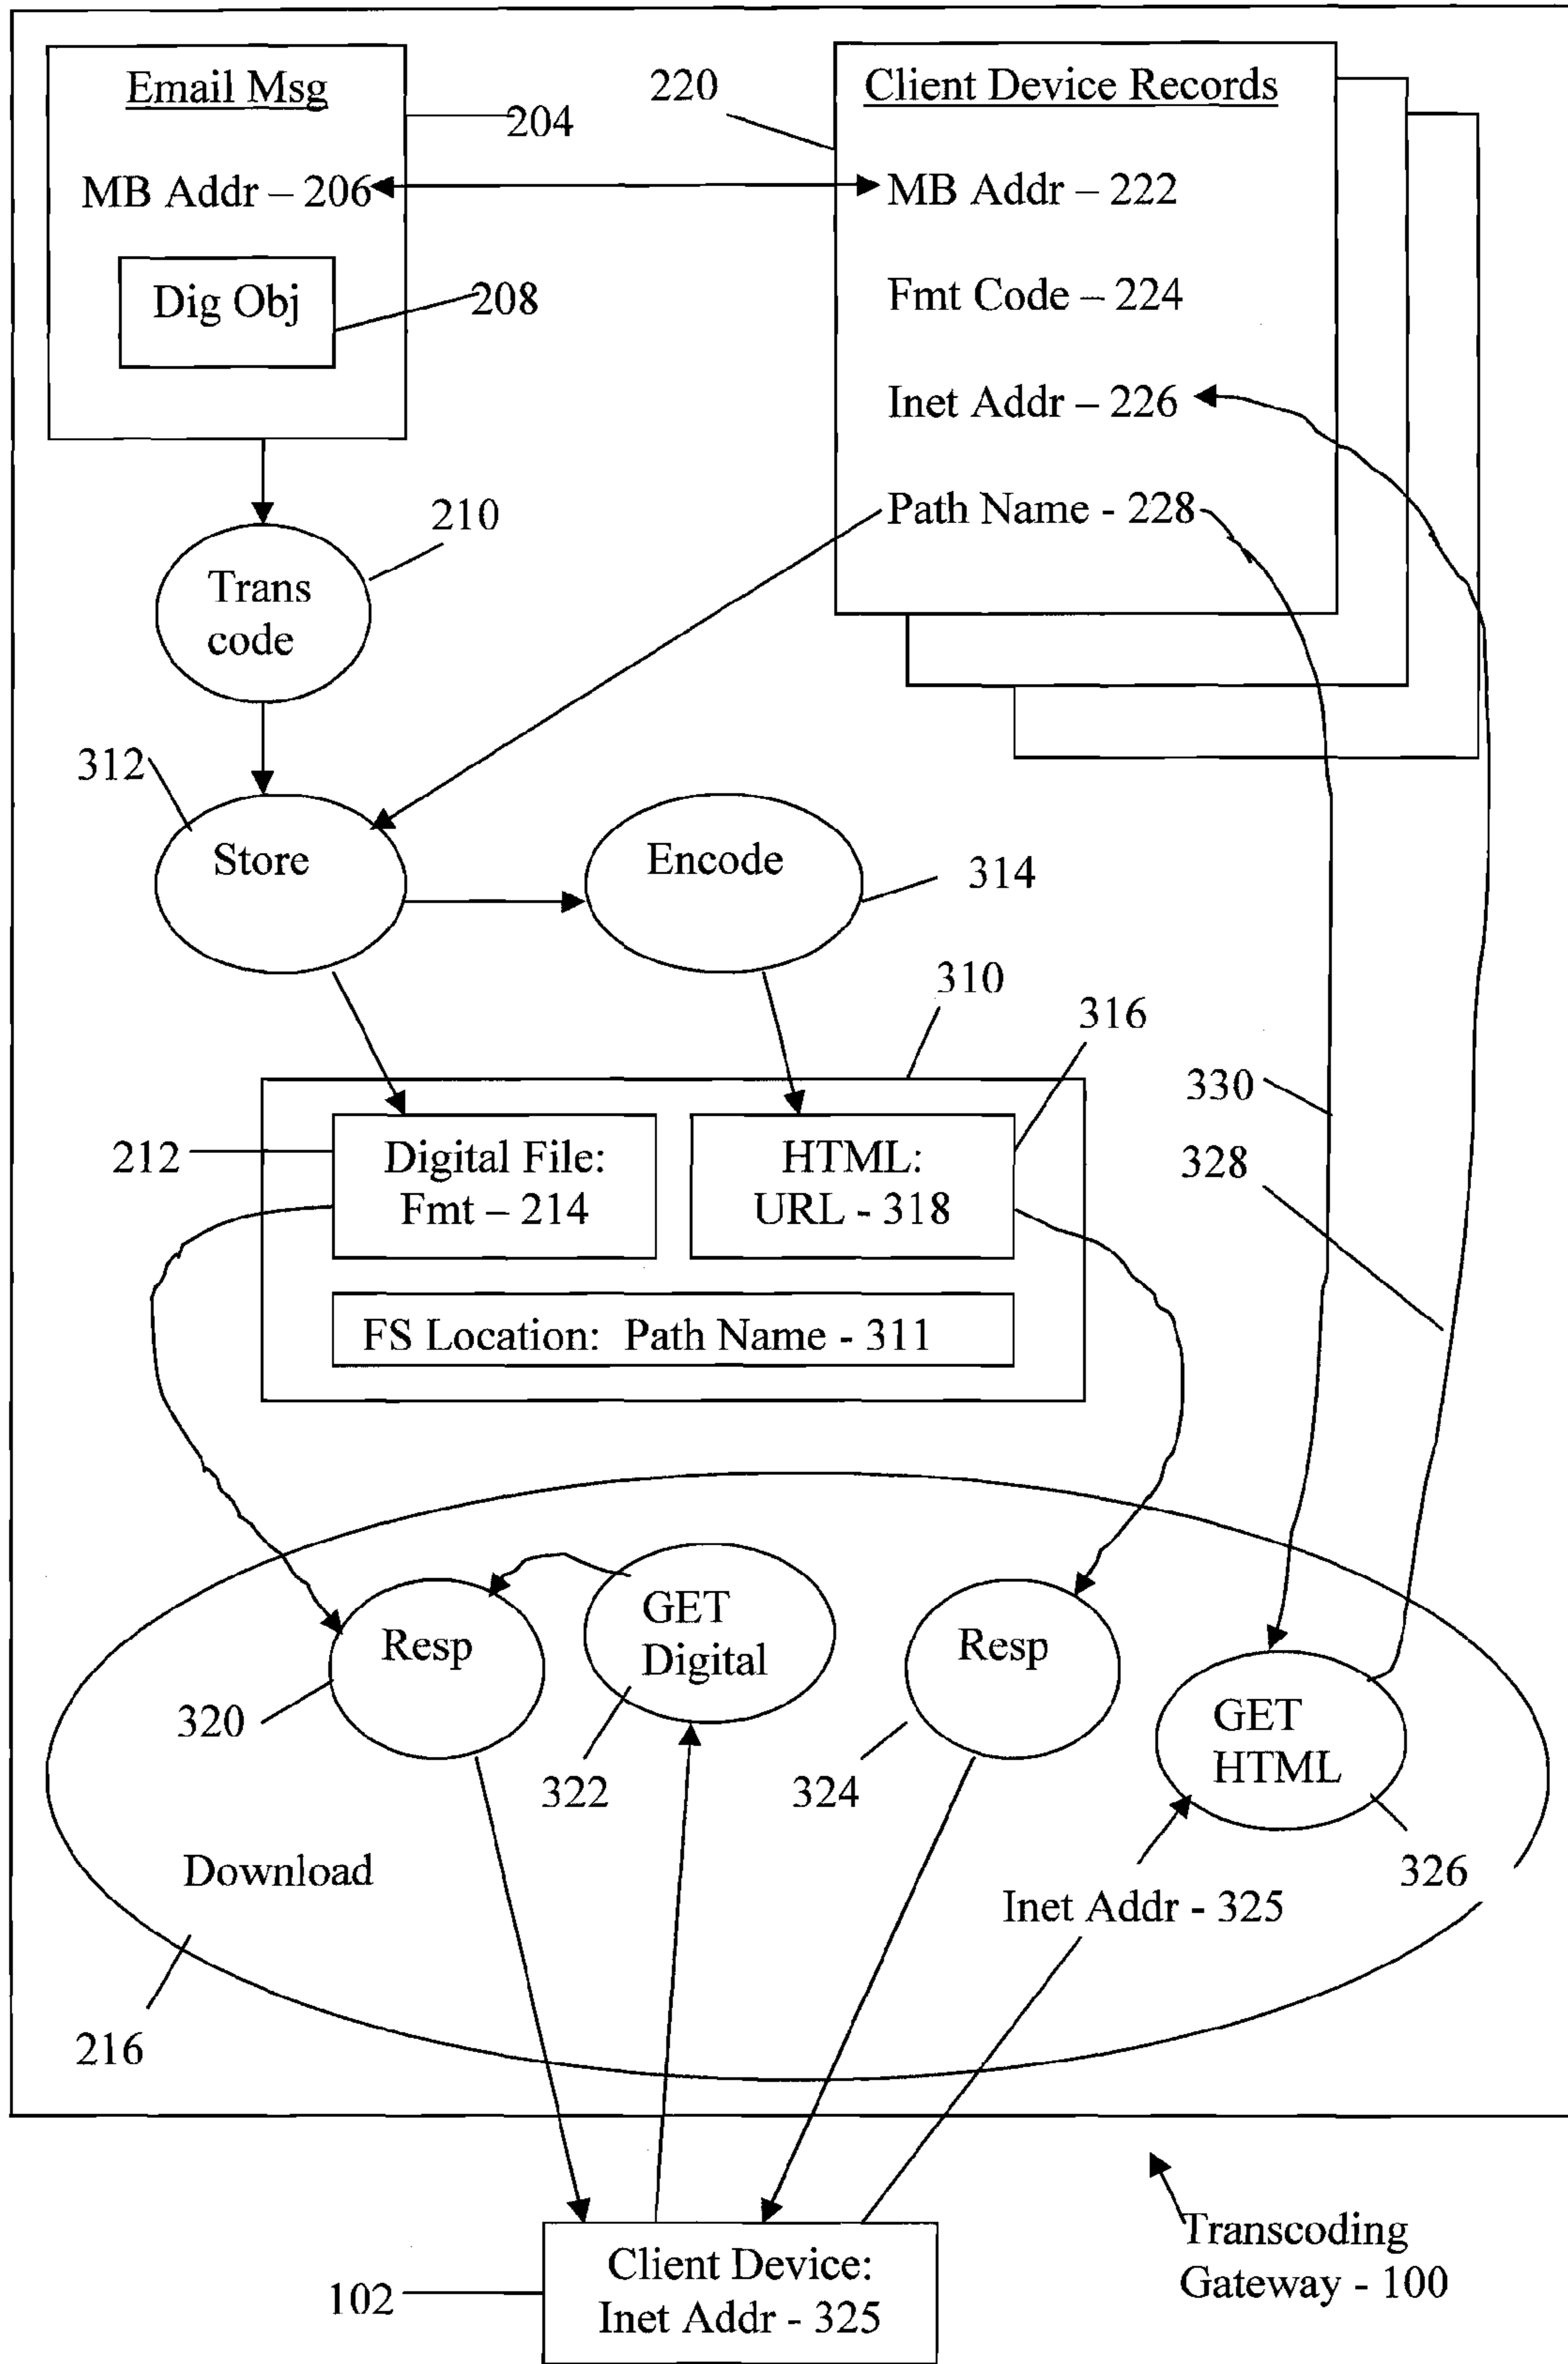 Email Msg
204
MB Addr – 206
Dig Obj
208
220
Client Device Records
MB Addr – 222
Fmt Code – 224
Inet Addr – 226
Path Name - 228
210
Trans
code
312
Store
Encode
314
310
316
212
Digital File:
Fmt – 214
HTML:
URL - 318
FS Location: Path Name - 311
330
328
Resp
320
GET
Digital
322
Resp
324
GET
HTML
326
Download
Inet Addr - 325
216
Client Device:
Inet Addr - 325
102
Transcoding
Gateway - 100